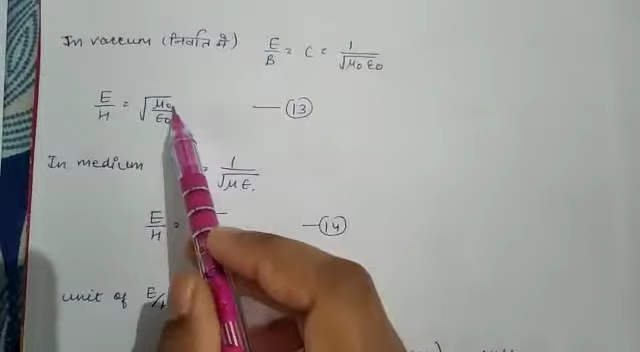 In vaccum (निर्वात में) E/B = C = 1/√μ₀ε₀
E/H = √μ₀/ε₀ —(13)
In medium = 1/√με.
E/H = —(14)
unit of E/